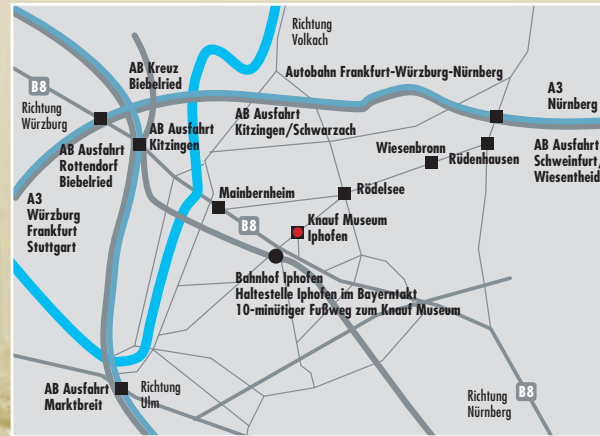 Richtung
Volkach
AB Kreuz
Biebelried
Autobahn Frankfurt-Würzburg-Nürnberg
B8
Richtung
Würzburg
A3
Nürnberg
AB Ausfahrt
Kitzingen
AB Ausfahrt
Kitzingen/Schwarzach
AB Ausfahrt
Rottendorf
Biebelried
Wiesenbronn
Rüdenhausen
AB Ausfahrt
Schweinfurt/
Wiesentheid
A3
Würzburg
Frankfurt
Stuttgart
Mainbernheim
Rödelsee
B8
Knauf Museum
Iphofen
Bahnhof Iphofen
Haltestelle Iphofen im Bayerntakt
10-minütiger Fußweg zum Knauf Museum
AB Ausfahrt
Marktbreit
Richtung
Ulm
Richtung
Nürnberg
B8